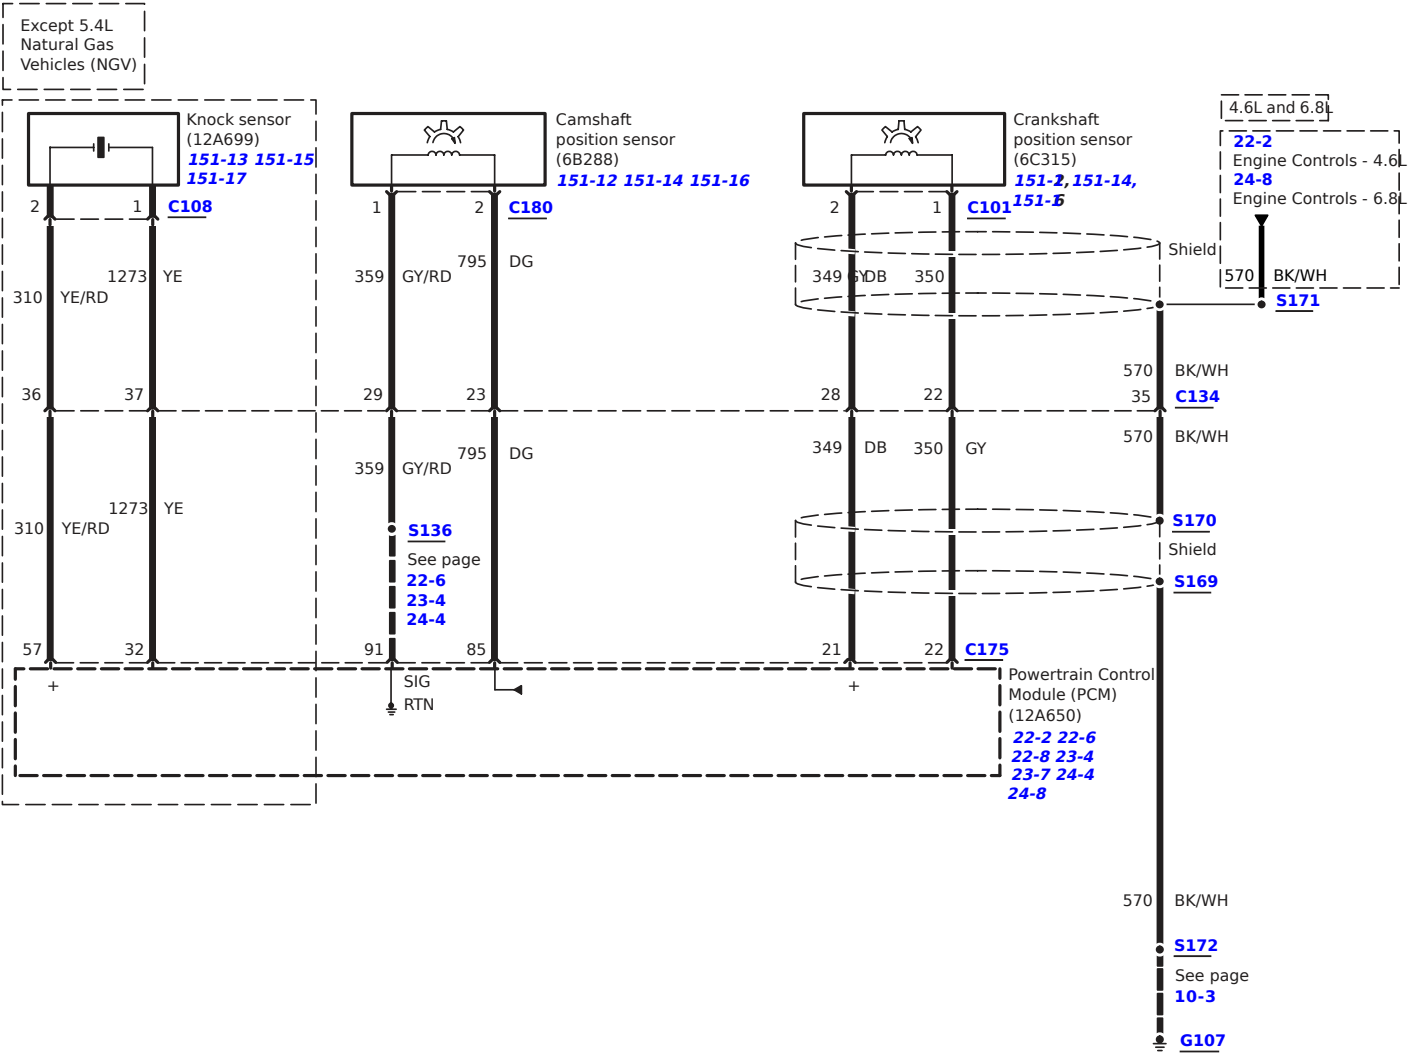 Except 5.4L
Natural Gas
Vehicles (NGV)
Knock sensor
(12A699)
151-13 151-15
151-17
Camshaft
position sensor
(6B288)
151-12 151-14 151-16
Crankshaft
position sensor
(6C315)
151-14,
4.6L and 6.8L
22-2
Engine Controls - 4.6L
24-8
Engine Controls - 6.8L
2 1 C108
1 2 C180
2 1 C101
Shield
310 YE/RD
1273 YE
359 GY/RD
795 DG
349 GY DB 350
570 BK/WH
S171
570 BK/WH
36 37 29 23 28 22 35 C134
570 BK/WH
310 YE/RD
1273 YE
359 GY/RD
795 DG
349 DB
350 GY
S136
See page
22-6
23-4
24-4
S170
Shield
S169
57 32 91 85 21 22 C175
+
SIG
RTN
+
Powertrain Control
Module (PCM)
(12A650)
22-2 22-6
22-8 23-4
23-7 24-4
24-8
570 BK/WH
S172
See page
10-3
G107